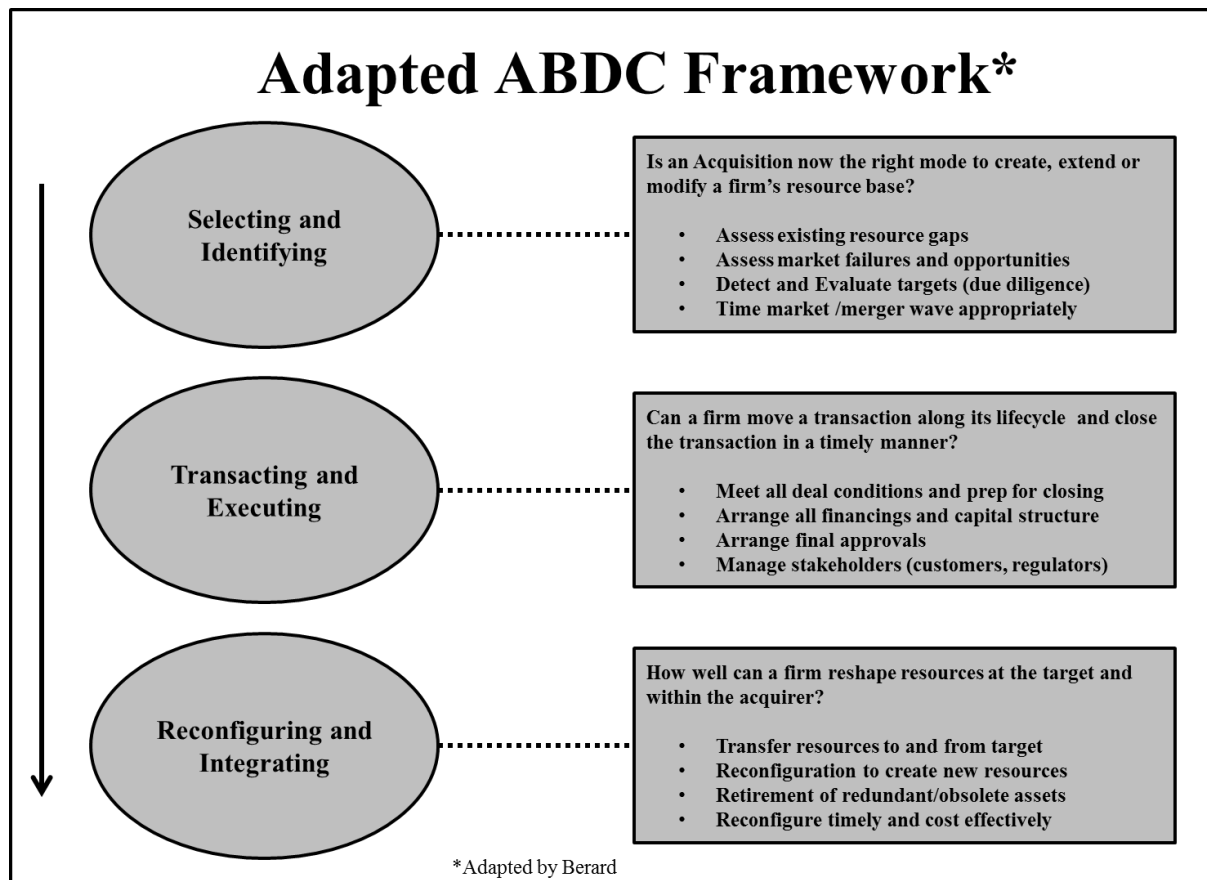 Adapted ABDC Framework*
Selecting and
Identifying
Is an Acquisition now the right mode to create, extend or
modify a firm’s resource base?
• Assess existing resource gaps
• Assess market failures and opportunities
• Detect and Evaluate targets (due diligence)
• Time market /merger wave appropriately
Transacting and
Executing
Can a firm move a transaction along its lifecycle and close
the transaction in a timely manner?
• Meet all deal conditions and prep for closing
• Arrange all financings and capital structure
• Arrange final approvals
• Manage stakeholders (customers, regulators)
Reconfiguring and
Integrating
How well can a firm reshape resources at the target and
within the acquirer?
• Transfer resources to and from target
• Reconfiguration to create new resources
• Retirement of redundant/obsolete assets
• Reconfigure timely and cost effectively
*Adapted by Berard